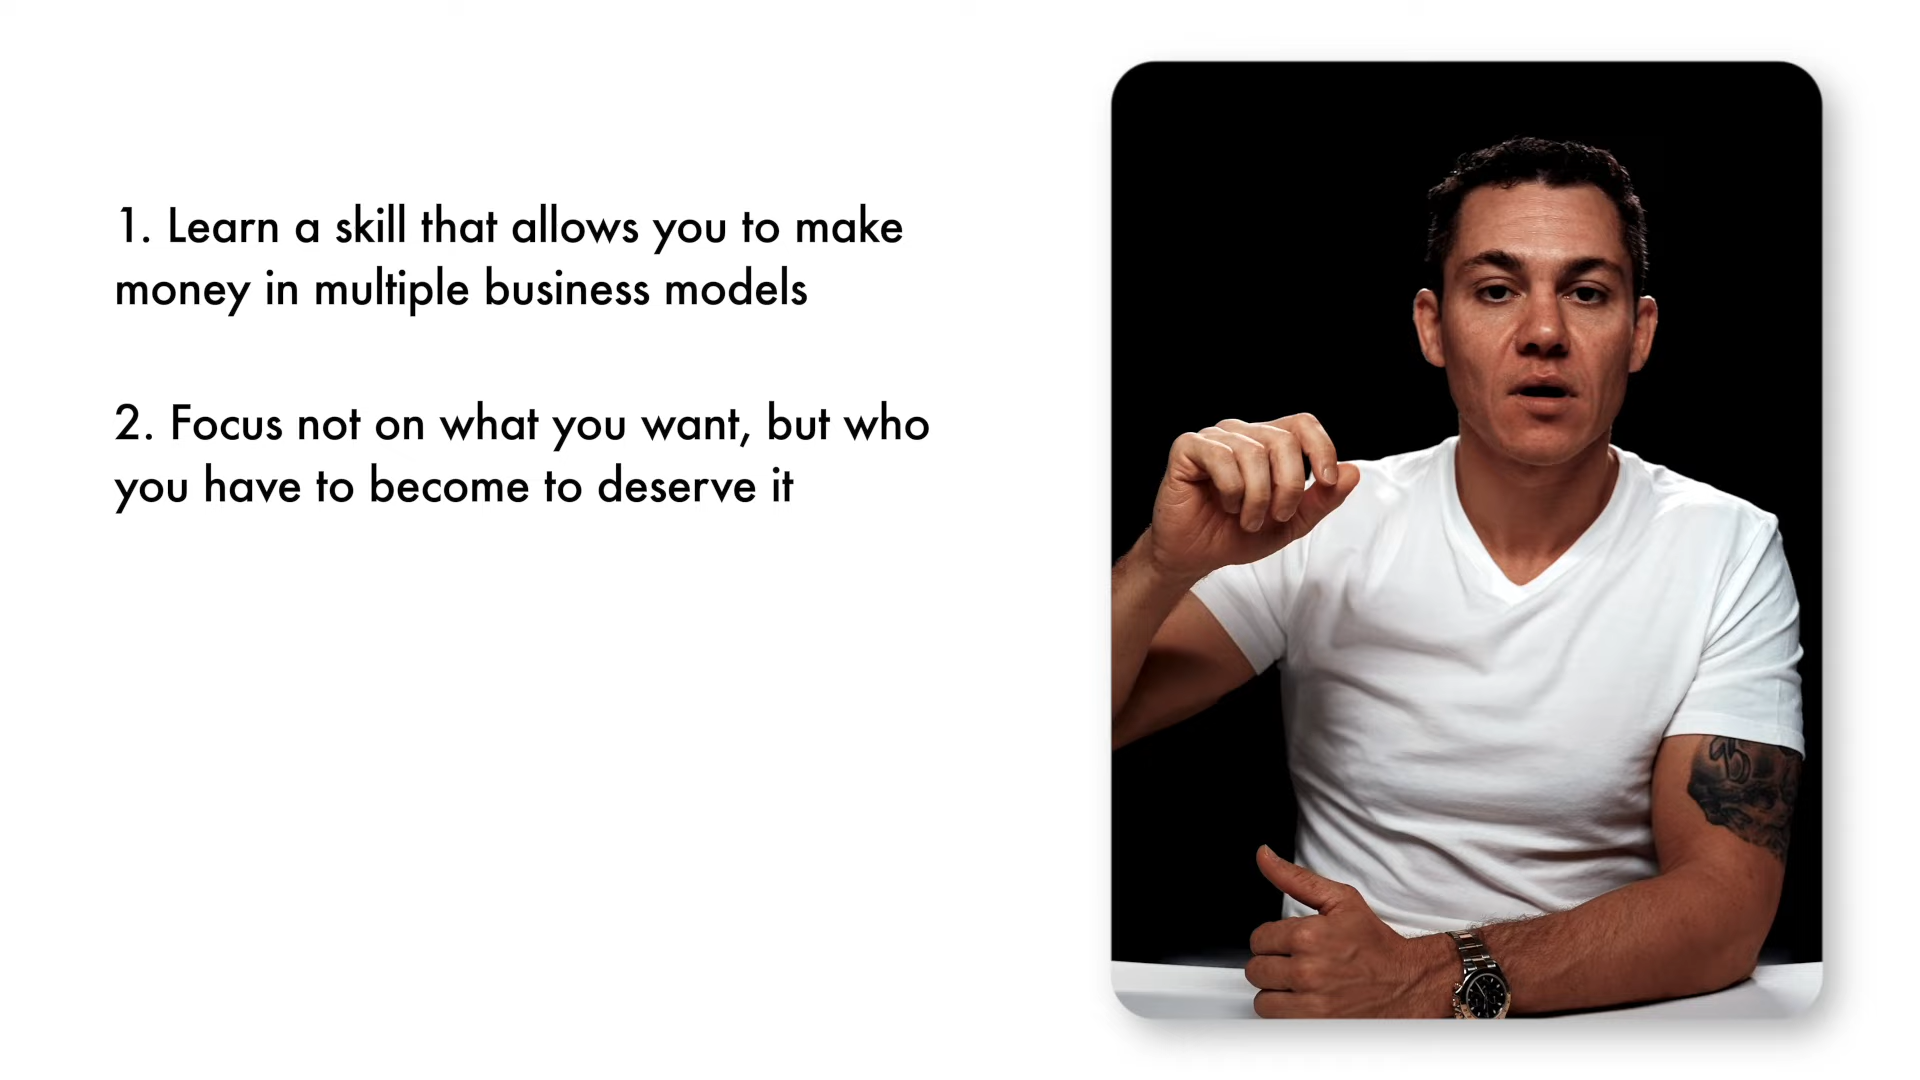 1. Learn a skill that allows you to make
money in multiple business models
2. Focus not on what you want, but who
you have to become to deserve it